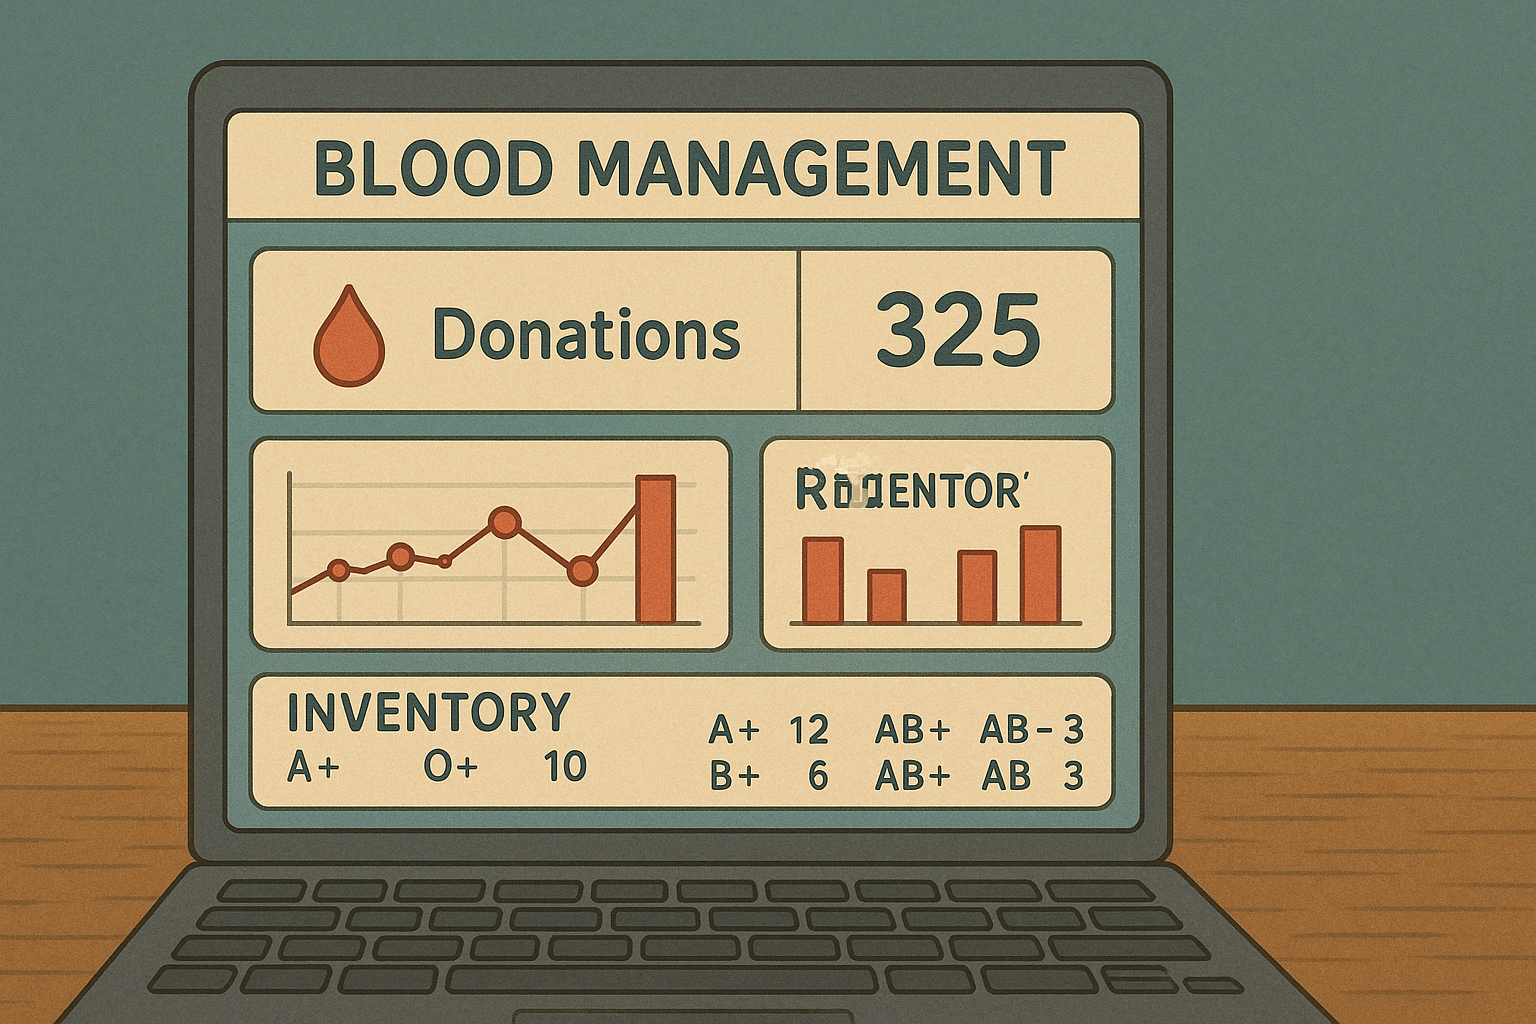 BLOOD MANAGEMENT
Donations 325
INVENTORY
A+ O+ 10
A+ 12 AB+ AB- 3
B+ 6 AB+ AB 3